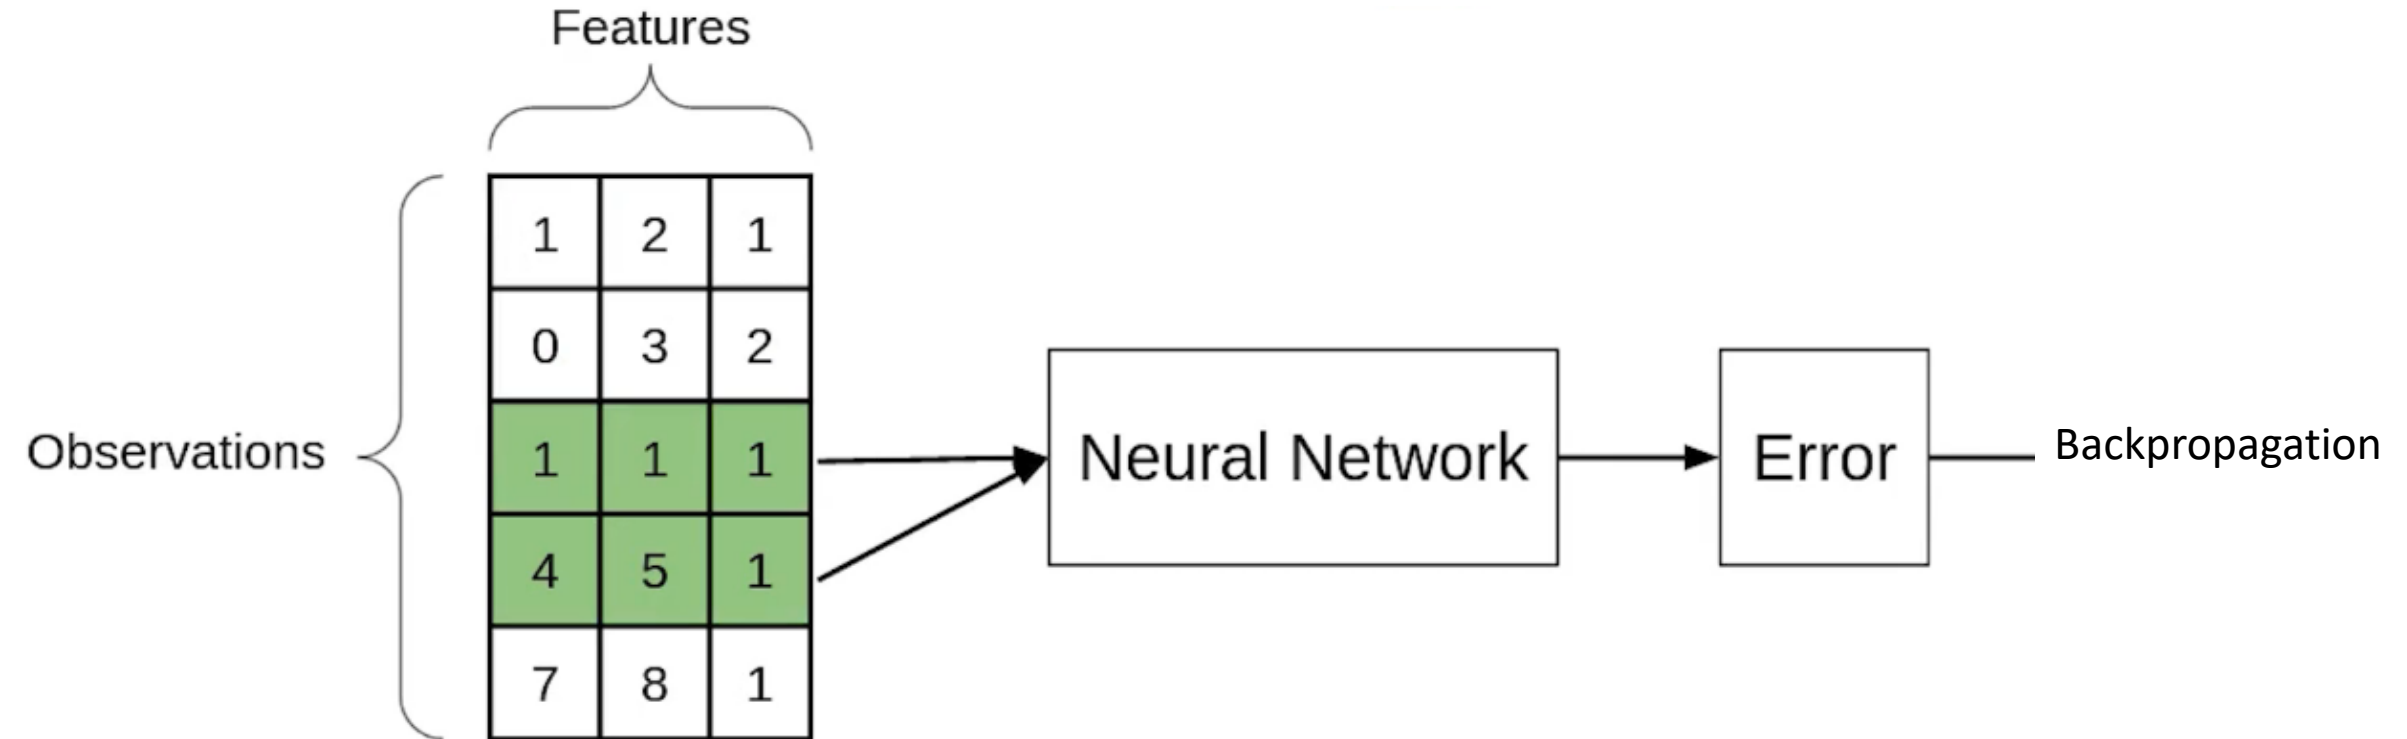 Features
1 2 1
0 3 2
Observations
1 1 1
4 5 1
7 8 1
Neural Network
Error
Backpropagation